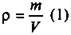 ρ = m/V (1)